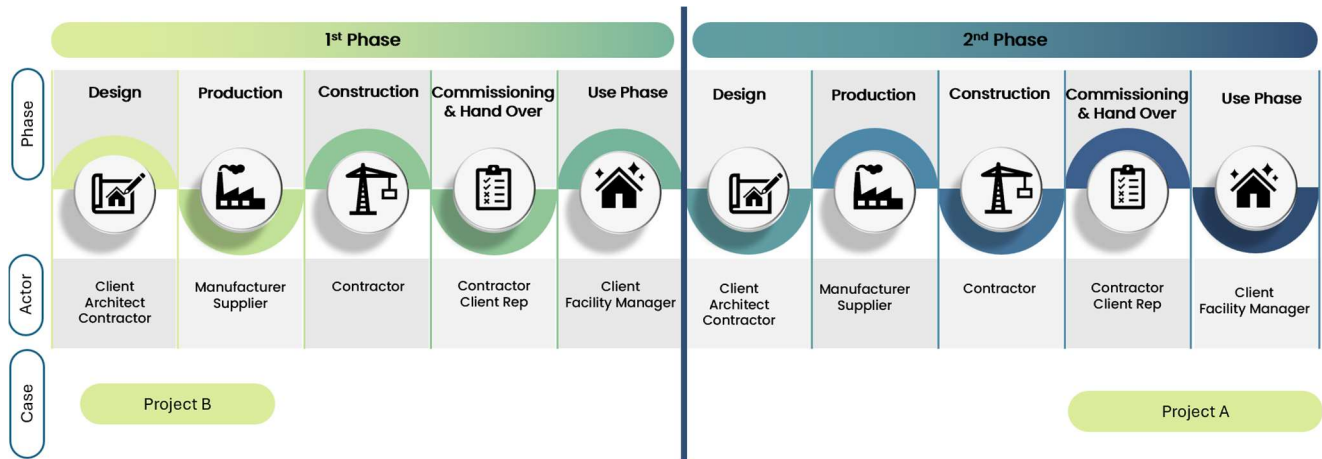 1st Phase
2nd Phase
Phase
Design
Production
Construction
Commissioning
& Hand Over
Use Phase
Design
Production
Construction
Commissioning
& Hand Over
Use Phase
Actor
Client
Architect
Contractor
Manufacturer
Supplier
Contractor
Contractor
Client Rep
Client
Facility Manager
Client
Architect
Contractor
Manufacturer
Supplier
Contractor
Contractor
Client Rep
Client
Facility Manager
Case
Project B
Project A